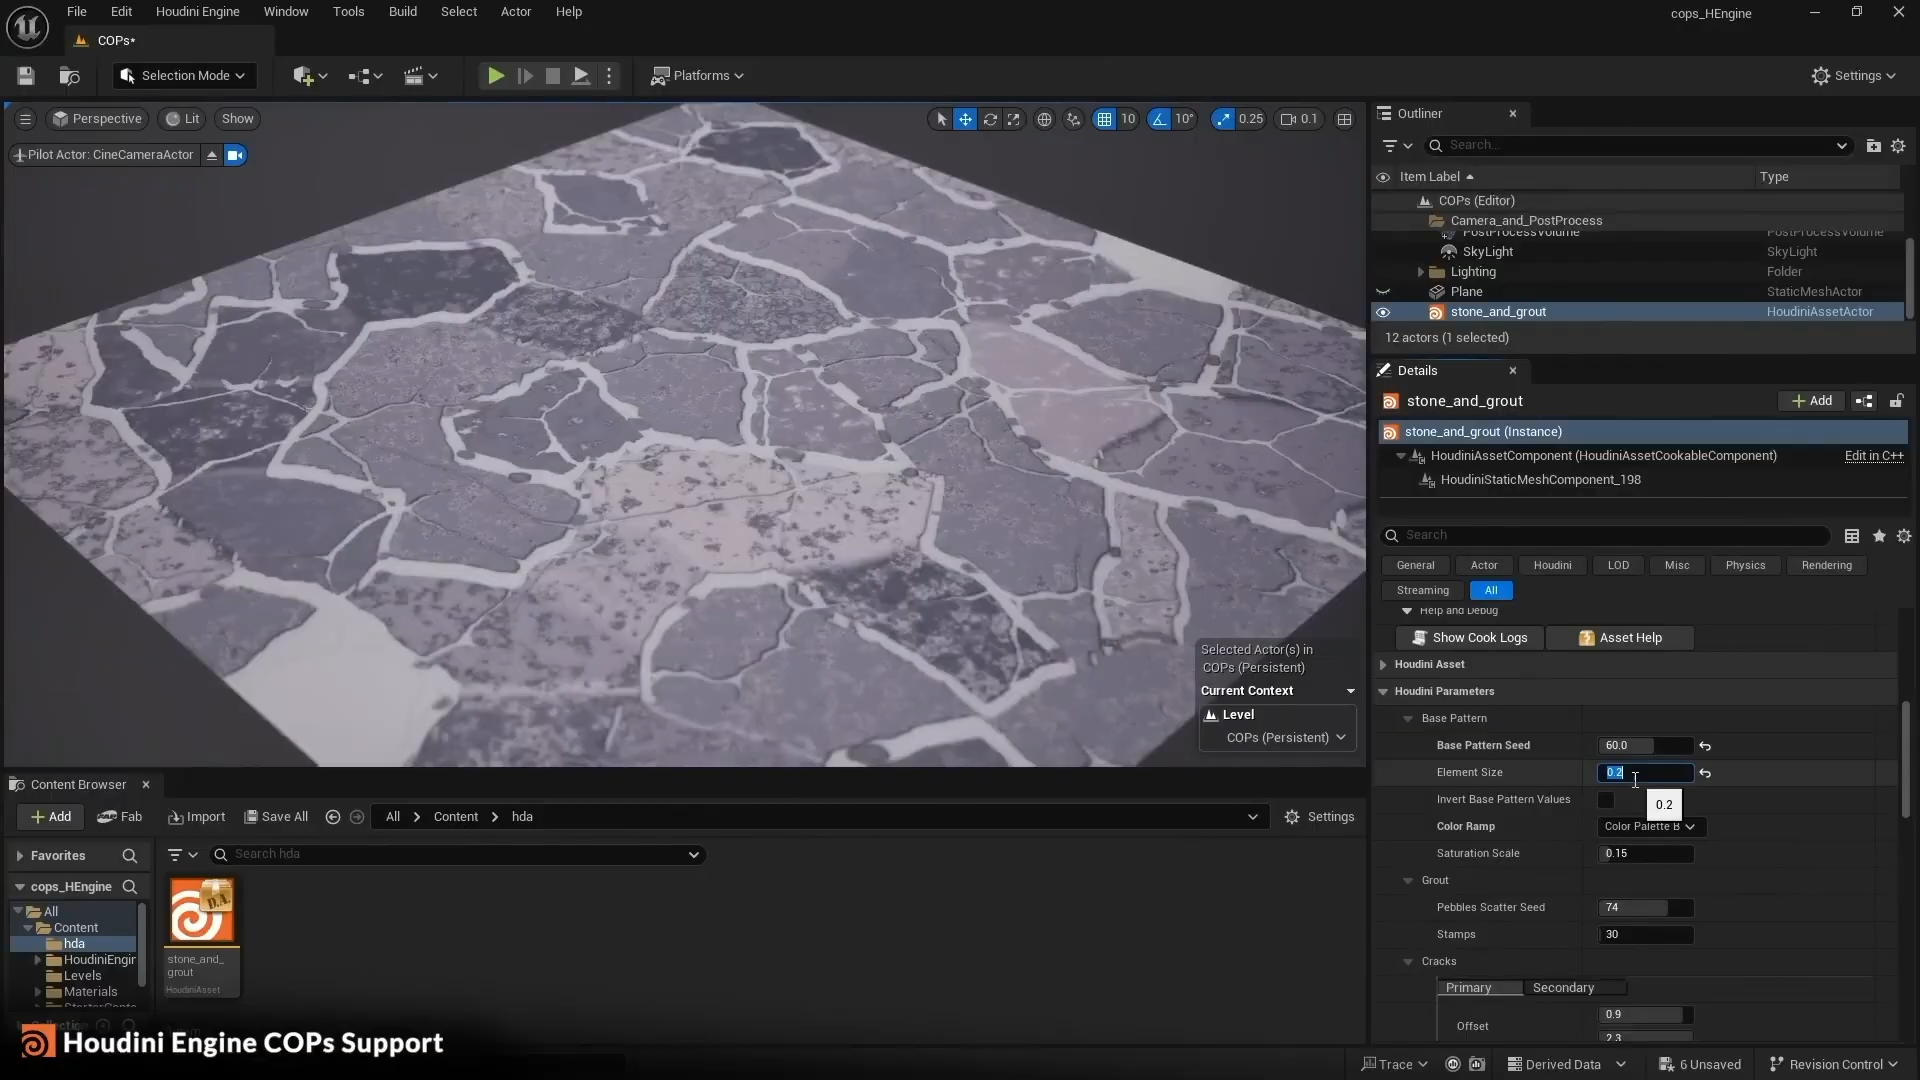 File Edit Houdini Engine Window Tools Build Select Actor Help
cops_HEngine
COPs*
Selection Mode
Platforms
Settings
Perspective Lit Show
10 10° 0.25 0.1
Pilot Actor: CineCameraActor
Selected Actor(s) in
COPs (Persistent)
Current Context
Level
COPs (Persistent)
Outliner
Search...
Item Label Type
COPs (Editor)
Camera_and_PostProcess
PostProcessVolume PostProcessVolume
SkyLight SkyLight
Lighting Folder
Plane StaticMeshActor
stone_and_grout HoudiniAssetActor
12 actors (1 selected)
Details
stone_and_grout
Add
stone_and_grout (Instance)
HoudiniAssetComponent (HoudiniAssetCookableComponent) Edit in C++
HoudiniStaticMeshComponent_198
Search
General Actor Houdini LOD Misc Physics Rendering
Streaming All
Help and Debug
Show Cook Logs Asset Help
Houdini Asset
Houdini Parameters
Base Pattern
Base Pattern Seed 60.0
Element Size 0.2
Invert Base Pattern Values
0.2
Color Ramp Color Palette B
Saturation Scale 0.15
Grout
Pebbles Scatter Seed 74
Stamps 30
Cracks
Primary Secondary
Offset 0.9
2.3
Content Browser
Add Fab Import Save All All Content hda Settings
Favorites
Search hda
cops_HEngine
All
Content
hda
HoudiniEngin
Levels
Materials
D.A.
stone_and_
grout
HoudiniAsset
Houdini Engine COPs Support
Trace Derived Data 6 Unsaved Revision Control